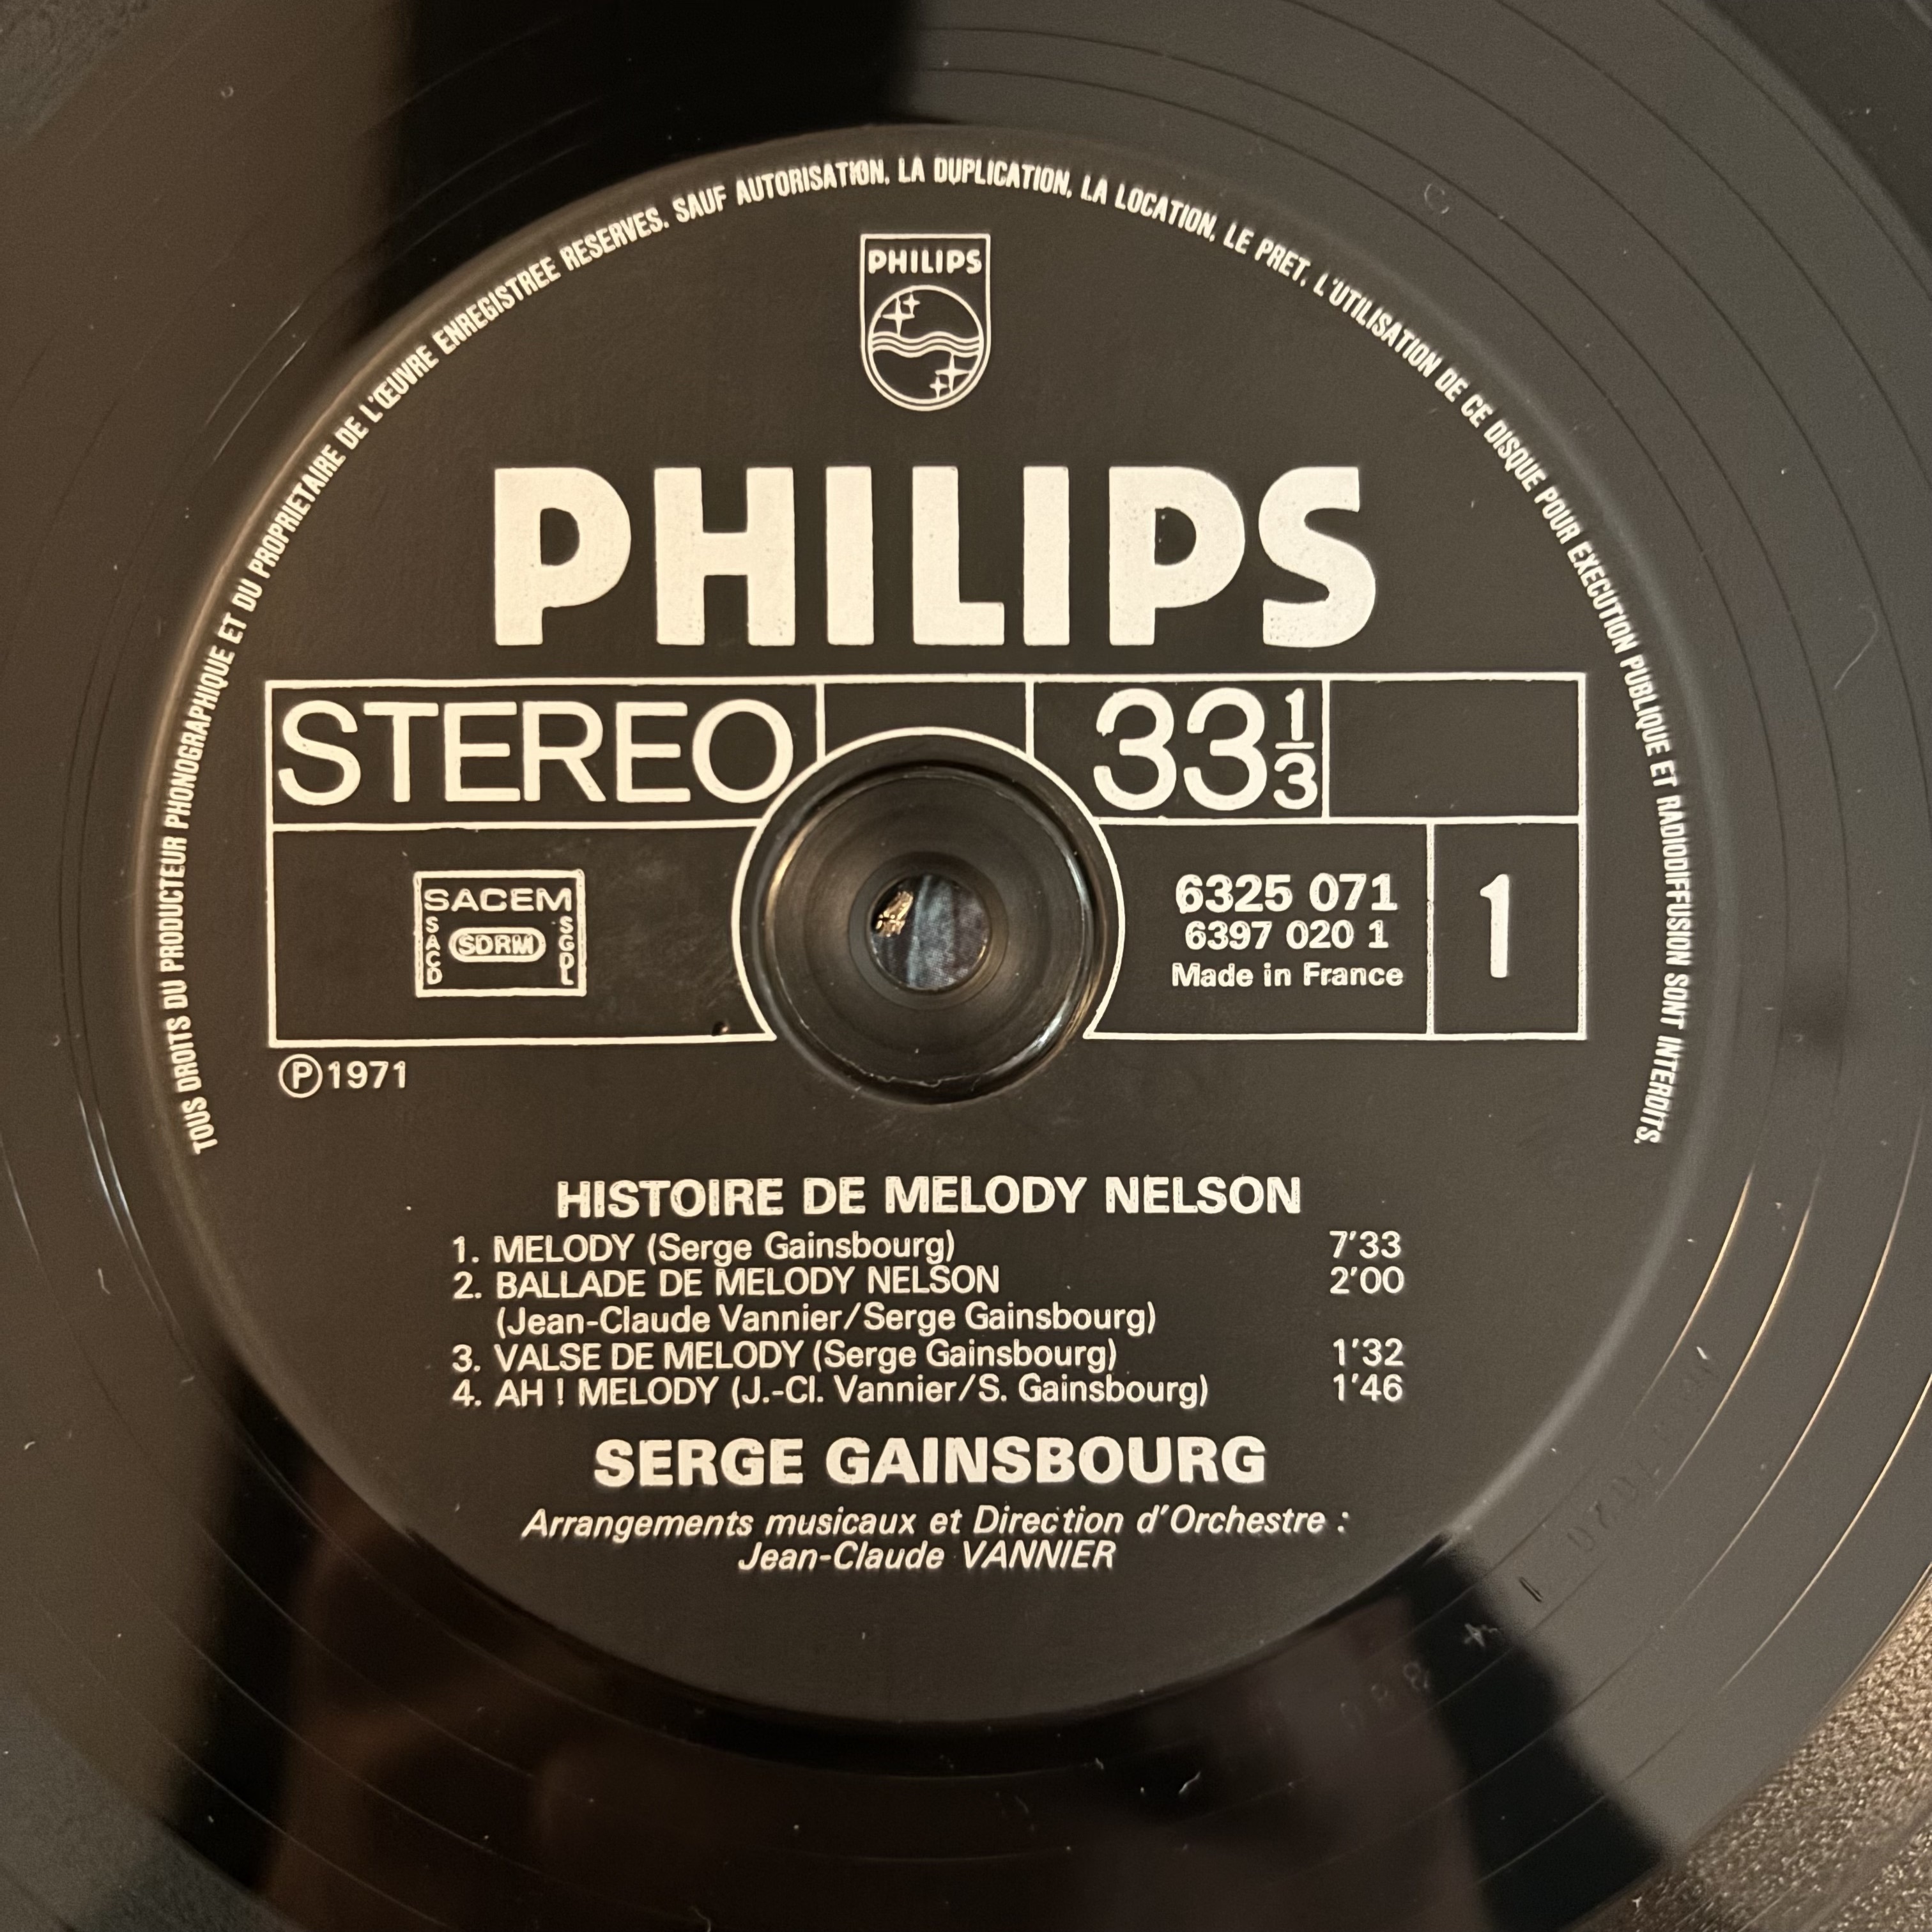 TOUS DROITS DU PRODUCTEUR PHONOGRAPHIQUE ET DU PROPRIETAIRE DE L'ŒUVRE ENREGISTREE RESERVES. SAUF AUTORISATION, LA DUPLICATION, LA LOCATION, LE PRET, L'UTILISATION DE CE DISQUE POUR EXECUTION PUBLIQUE ET RADIODIFFUSION SONT INTERDITS.
PHILIPS
PHILIPS
STEREO
33 1/3
SACEM
SACD
SDRM
SGDL
6325 071
6397 020 1
Made in France
1
Ⓟ1971
HISTOIRE DE MELODY NELSON
1. MELODY (Serge Gainsbourg) 7'33
2. BALLADE DE MELODY NELSON 2'00
(Jean-Claude Vannier/Serge Gainsbourg)
3. VALSE DE MELODY (Serge Gainsbourg) 1'32
4. AH ! MELODY (J.-Cl. Vannier/S. Gainsbourg) 1'46
SERGE GAINSBOURG
Arrangements musicaux et Direction d'Orchestre :
Jean-Claude VANNIER